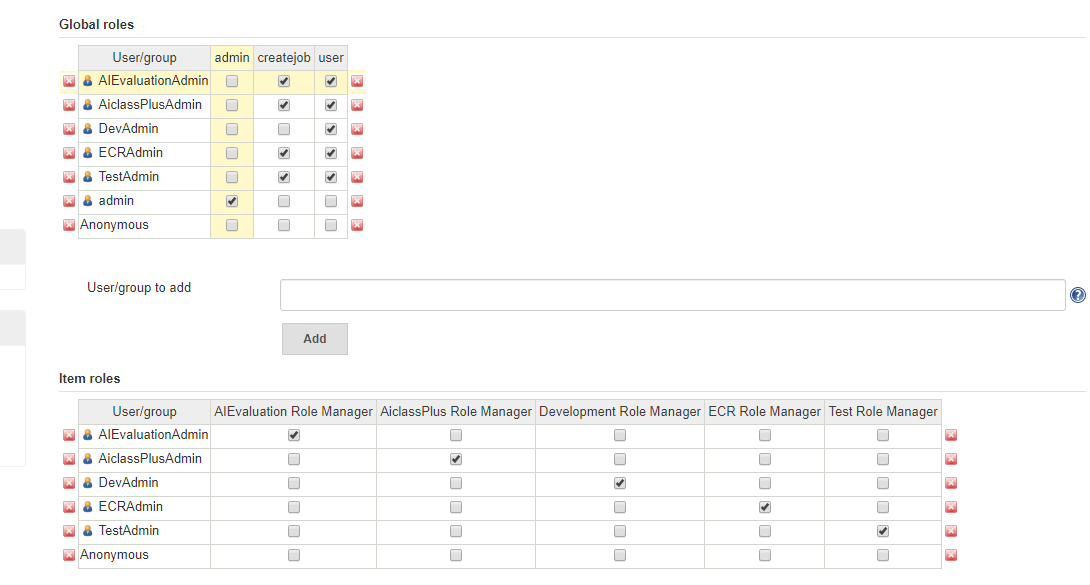 Global roles
User/group admin createjob user
AIEvaluationAdmin
AiclassPlusAdmin
DevAdmin
ECRAdmin
TestAdmin
admin
Anonymous
User/group to add
Add
Item roles
User/group AIEvaluation Role Manager AiclassPlus Role Manager Development Role Manager ECR Role Manager Test Role Manager
AIEvaluationAdmin
AiclassPlusAdmin
DevAdmin
ECRAdmin
TestAdmin
Anonymous